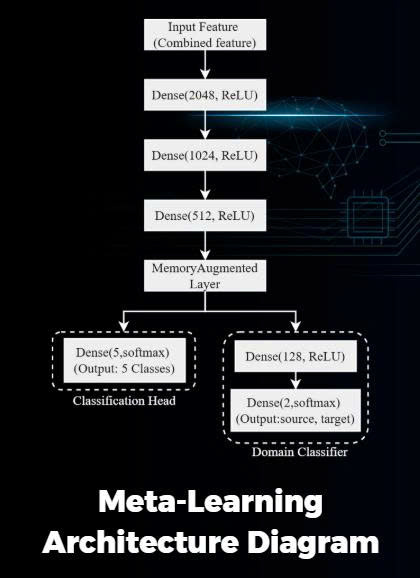 Input Feature
(Combined feature)
Dense(2048, ReLU)
Dense(1024, ReLU)
Dense(512, ReLU)
MemoryAugmented
Layer
Dense(5,softmax)
(Output: 5 Classes)
Classification Head
Dense(128, ReLU)
Dense(2,softmax)
(Output:source, target)
Domain Classifier
Meta-Learning
Architecture Diagram